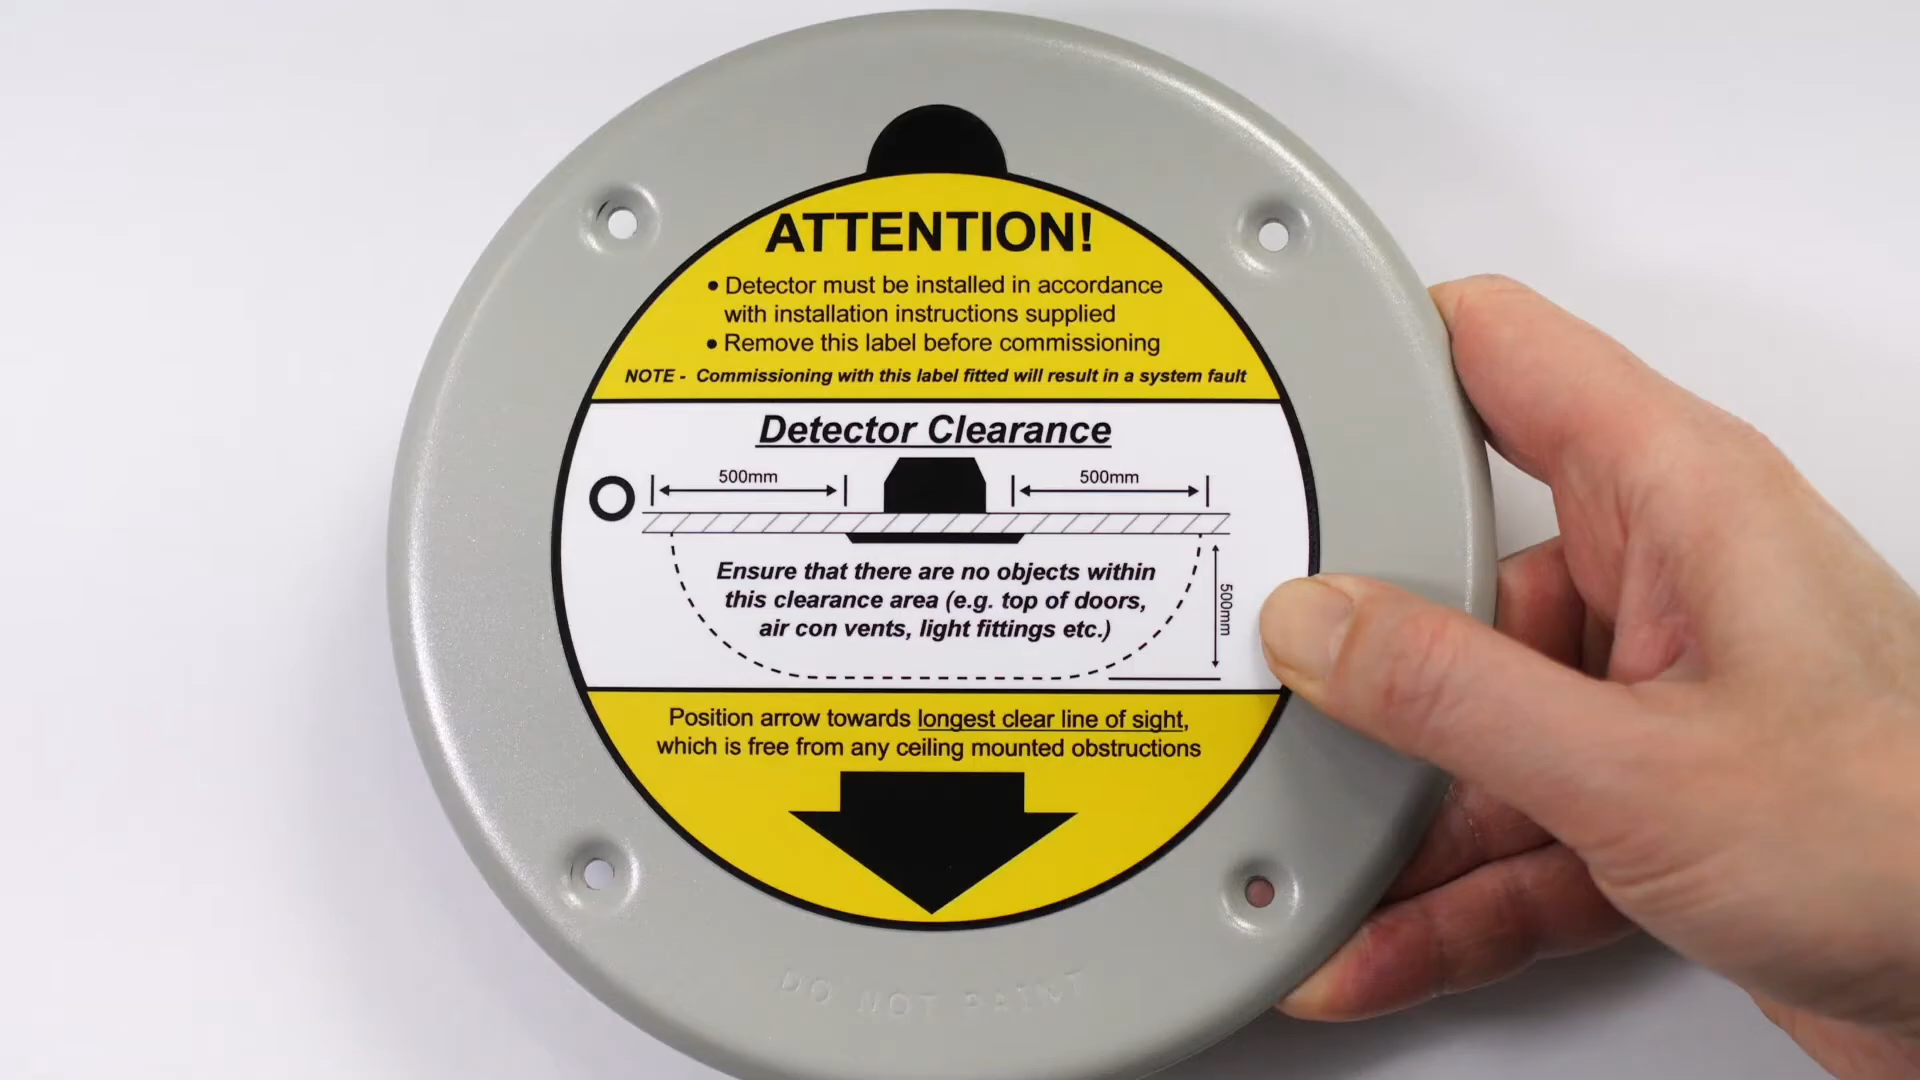 ATTENTION!
• Detector must be installed in accordance
with installation instructions supplied
• Remove this label before commissioning
NOTE - Commissioning with this label fitted will result in a system fault
Detector Clearance
500mm
500mm
Ensure that there are no objects within
this clearance area (e.g. top of doors,
air con vents, light fittings etc.)
500mm
Position arrow towards longest clear line of sight,
which is free from any ceiling mounted obstructions
DO NOT PAINT